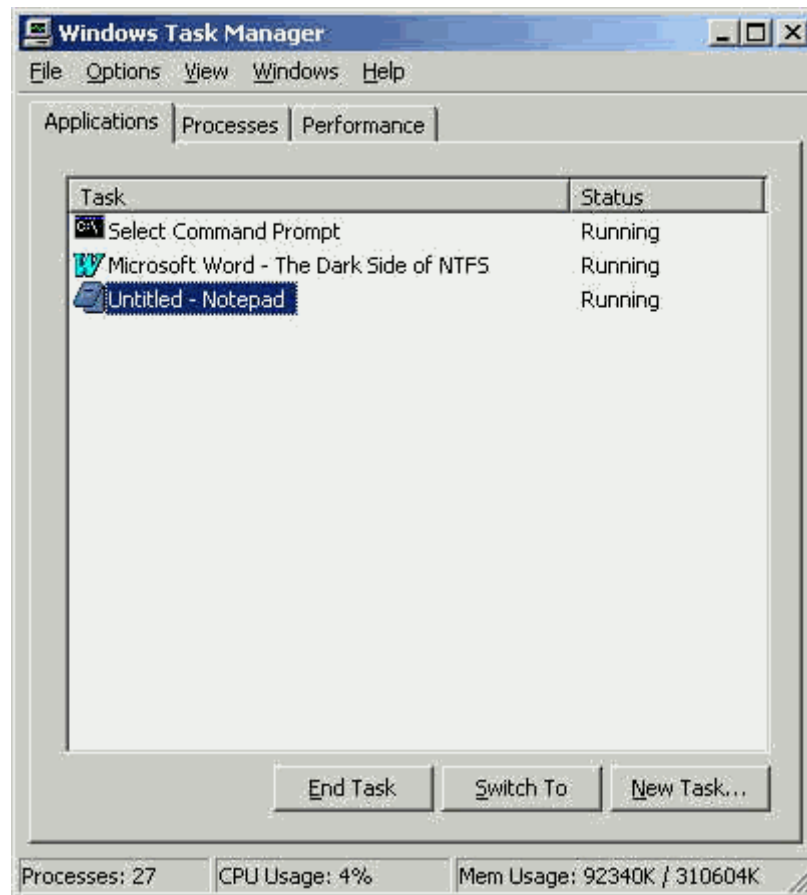 Windows Task Manager
File Options View Windows Help
Applications Processes Performance
Task Status
Select Command Prompt Running
Microsoft Word - The Dark Side of NTFS Running
Untitled - Notepad Running
End Task Switch To New Task...
Processes: 27 CPU Usage: 4% Mem Usage: 92340K / 310604K